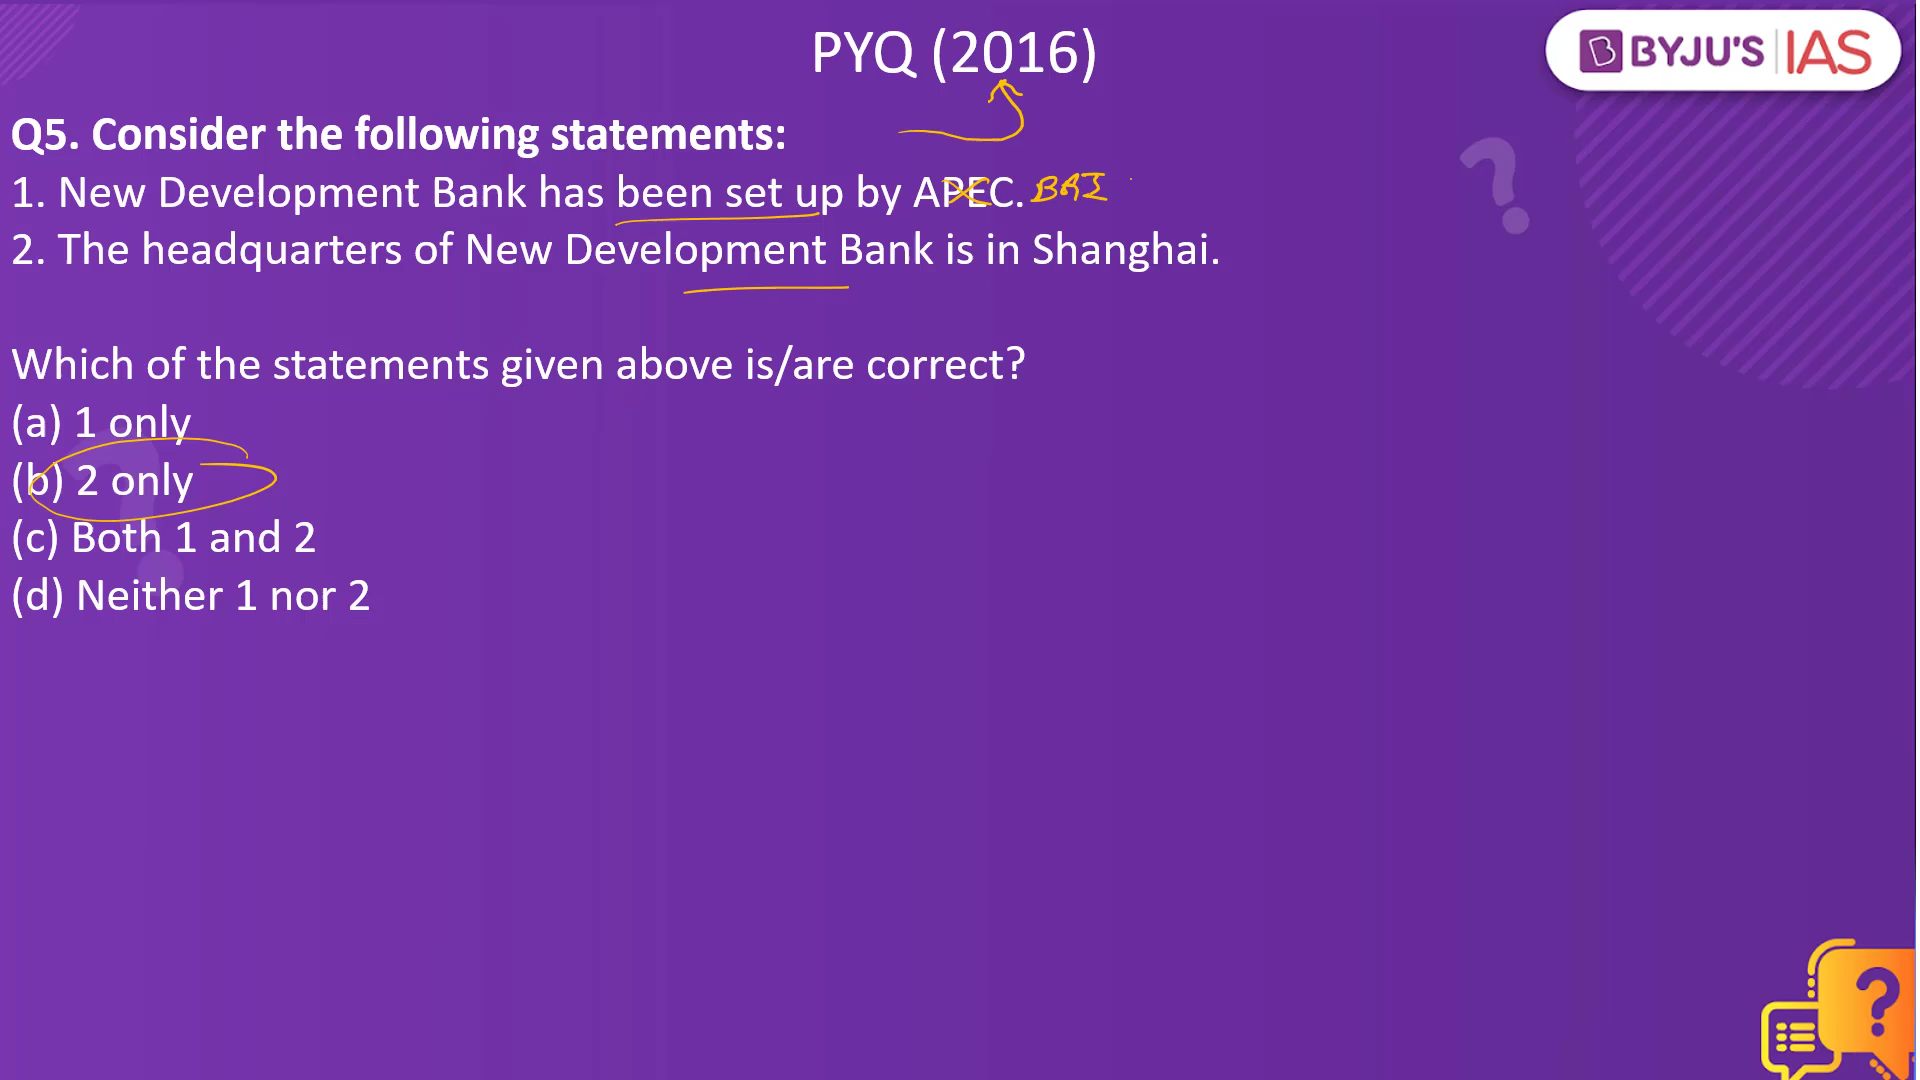 PYQ (2016)
BYJU'S IAS
Q5. Consider the following statements:
1. New Development Bank has been set up by APEC.
2. The headquarters of New Development Bank is in Shanghai.
Which of the statements given above is/are correct?
(a) 1 only
(b) 2 only
(c) Both 1 and 2
(d) Neither 1 nor 2